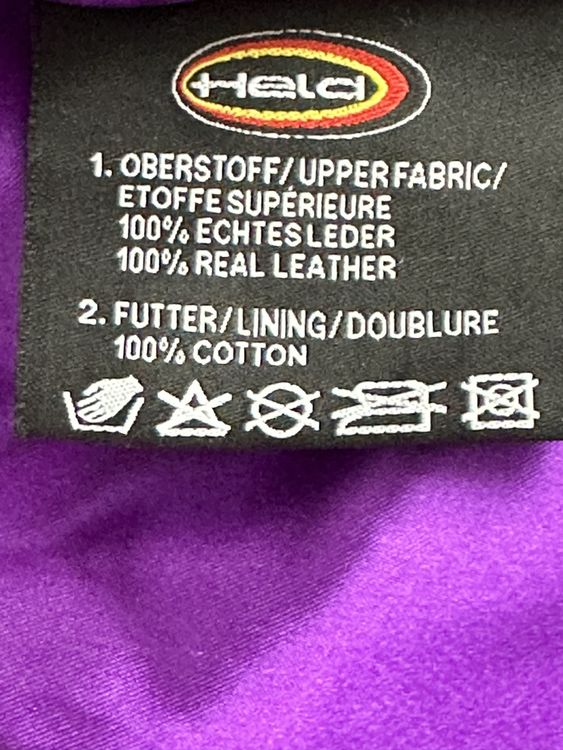 Held
1. OBERSTOFF/UPPER FABRIC/
ETOFFE SUPÉRIEURE
100% ECHTES LEDER
100% REAL LEATHER
2. FUTTER/LINING/DOUBLURE
100% COTTON